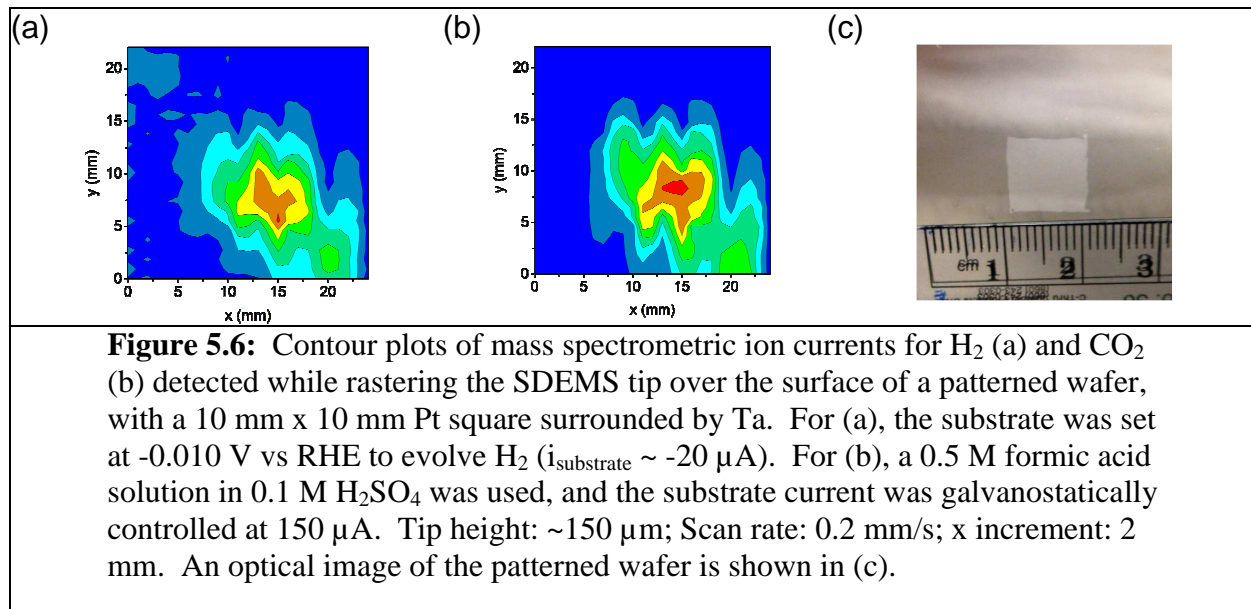 (a)
(b)
(c)
20
15
10
5
0
y (mm)
0 5 10 15 20
x (mm)
20
15
10
5
0
y (mm)
0 5 10 15 20
x (mm)
cm 1 2 3
Figure 5.6: Contour plots of mass spectrometric ion currents for H₂ (a) and CO₂
(b) detected while rastering the SDEMS tip over the surface of a patterned wafer,
with a 10 mm x 10 mm Pt square surrounded by Ta. For (a), the substrate was set
at -0.010 V vs RHE to evolve H₂ (isubstrate ~ -20 µA). For (b), a 0.5 M formic acid
solution in 0.1 M H₂SO₄ was used, and the substrate current was galvanostatically
controlled at 150 µA. Tip height: ~150 µm; Scan rate: 0.2 mm/s; x increment: 2
mm. An optical image of the patterned wafer is shown in (c).